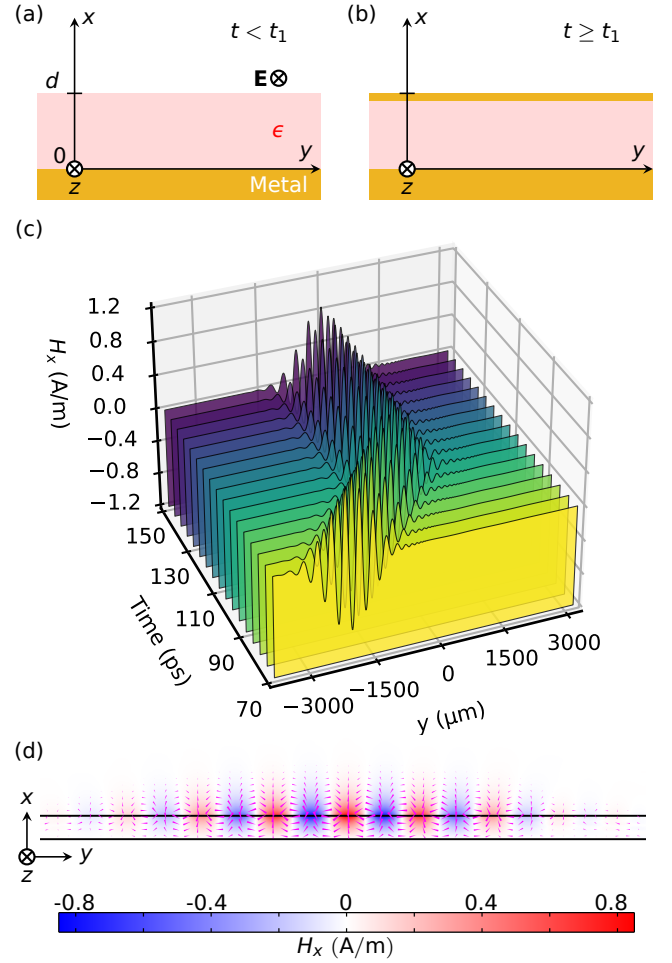 (a)
x
t < t₁
d
E
ϵ
0
y
z
Metal
(b)
x
t ≥ t₁
y
z
(c)
1.2
0.8
0.4
0.0
−0.4
−0.8
−1.2
Hₓ (A/m)
150
130
110
90
70
Time (ps)
−3000
−1500
0
1500
3000
y (μm)
(d)
x
z
y
-0.8
-0.4
0
0.4
0.8
Hₓ (A/m)